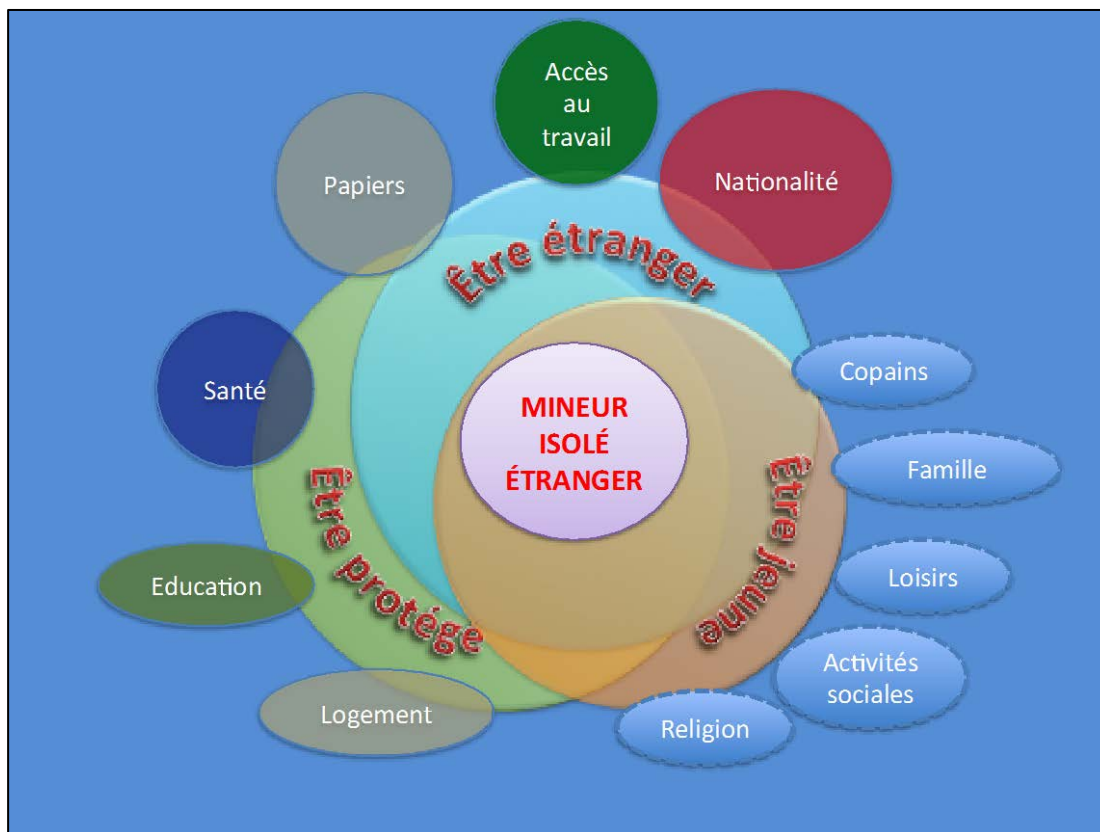 Accès
au
travail
Papiers
Nationalité
Être étranger
Santé
Copains
MINEUR
ISOLÉ
ÉTRANGER
Famille
Être protége
Être jeune
Education
Loisirs
Activités
sociales
Logement
Religion